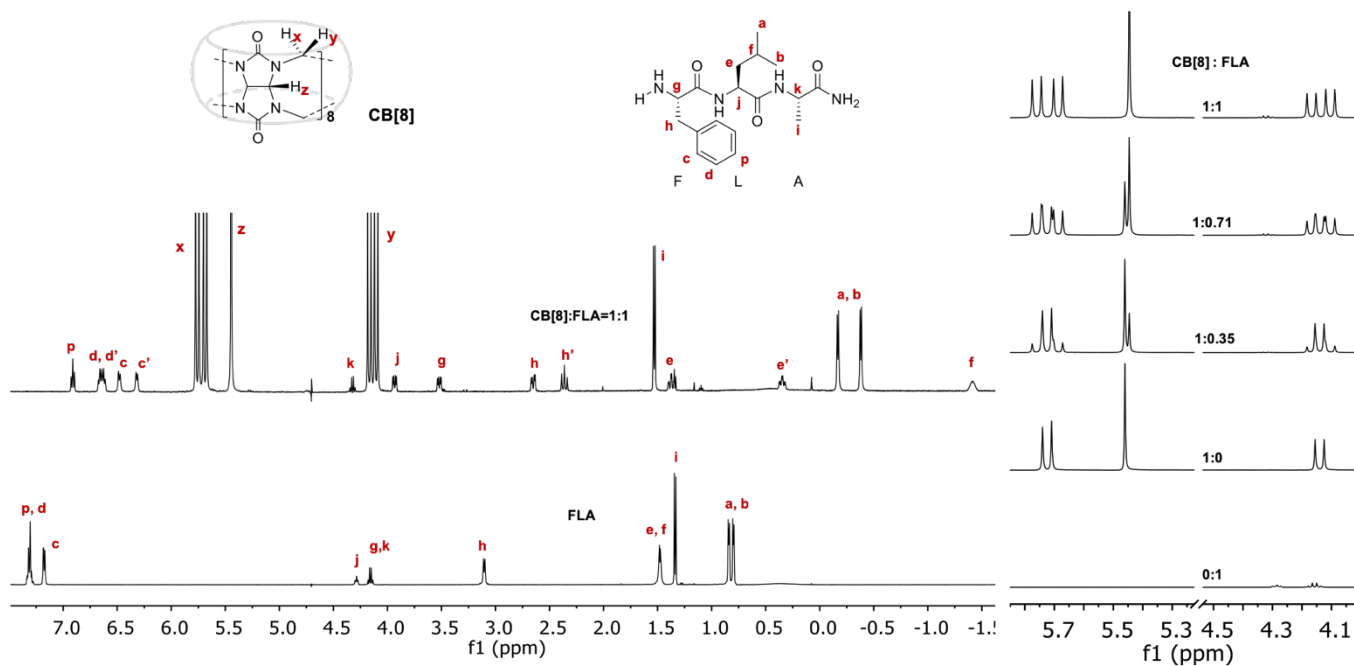 H
x
H
y
O
N
N
N
H
z
N
N
O
8
CB[8]
a
f
b
e
O
O
H
N
g
H
N
H
N
j
N
H
k
NH2
O
i
h
c
d
p
F
L
A
x
z
y
i
CB[8]:FLA=1:1
a, b
p
d, d'
c
c'
k
j
g
h
h'
e
e'
f
i
p, d
c
FLA
j
g,k
h
e, f
a, b
7.0 6.5 6.0 5.5 5.0 4.5 4.0 3.5 3.0 2.5 2.0 1.5 1.0 0.5 0.0 -0.5 -1.0 -1.5
f1 (ppm)
CB[8] : FLA
1:1
1:0.71
1:0.35
1:0
0:1
5.7 5.5 5.3 4.5 4.3 4.1
f1 (ppm)